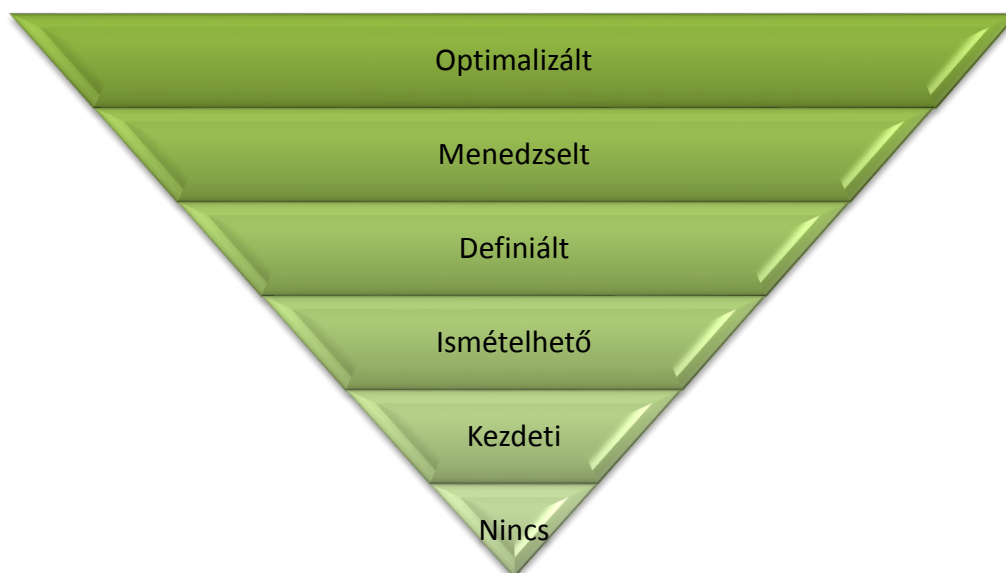 Optimalizált
Menedzselt
Definiált
Ismételhető
Kezdeti
Nincs